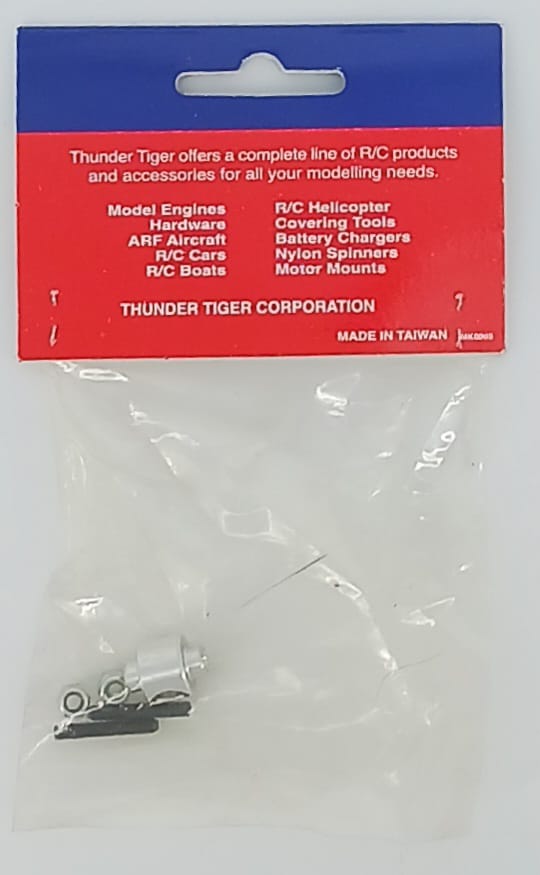 Thunder Tiger offers a complete line of R/C products
and accessories for all your modelling needs.
Model Engines
Hardware
ARF Aircraft
R/C Cars
R/C Boats
R/C Helicopter
Covering Tools
Battery Chargers
Nylon Spinners
Motor Mounts
THUNDER TIGER CORPORATION
MADE IN TAIWAN